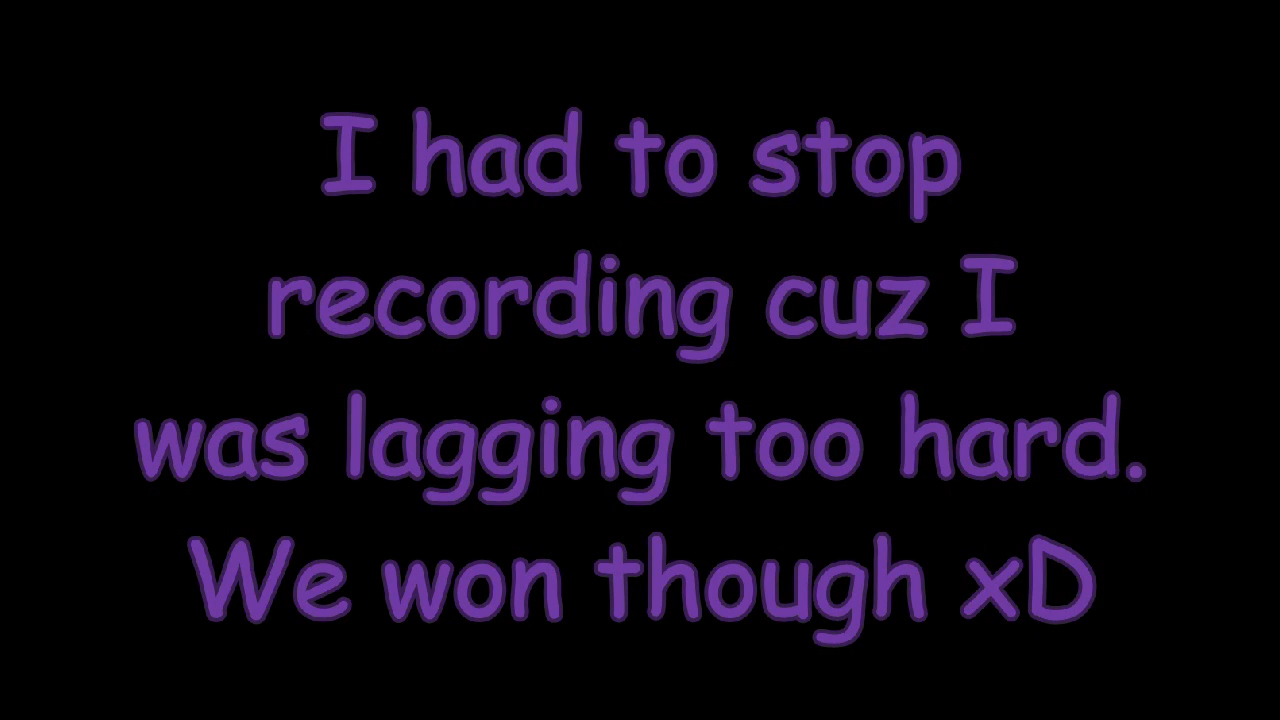 I had to stop
recording cuz I
was lagging too hard.
We won though xD